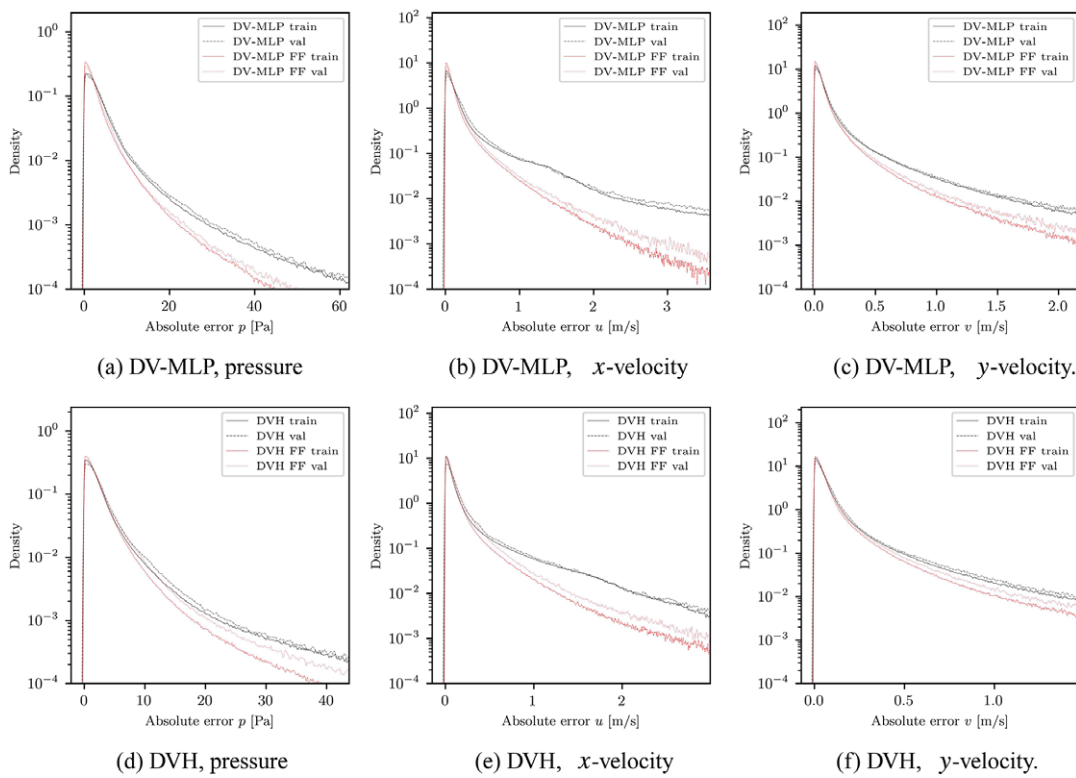 DV-MLP train
DV-MLP val
DV-MLP FF train
DV-MLP FF val
10⁰
10⁻¹
10⁻²
10⁻³
10⁻⁴
Density
0 20 40 60
Absolute error p [Pa]
(a) DV-MLP, pressure
DV-MLP train
DV-MLP val
DV-MLP FF train
DV-MLP FF val
10²
10¹
10⁰
10⁻¹
10⁻²
10⁻³
10⁻⁴
Density
0 1 2 3
Absolute error u [m/s]
(b) DV-MLP, x-velocity
DV-MLP train
DV-MLP val
DV-MLP FF train
DV-MLP FF val
10²
10¹
10⁰
10⁻¹
10⁻²
10⁻³
10⁻⁴
Density
0.0 0.5 1.0 1.5 2.0
Absolute error v [m/s]
(c) DV-MLP, y-velocity.
DVH train
DVH val
DVH FF train
DVH FF val
10⁰
10⁻¹
10⁻²
10⁻³
10⁻⁴
Density
0 10 20 30 40
Absolute error p [Pa]
(d) DVH, pressure
DVH train
DVH val
DVH FF train
DVH FF val
10²
10¹
10⁰
10⁻¹
10⁻²
10⁻³
10⁻⁴
Density
0 1 2
Absolute error u [m/s]
(e) DVH, x-velocity
DVH train
DVH val
DVH FF train
DVH FF val
10²
10¹
10⁰
10⁻¹
10⁻²
10⁻³
10⁻⁴
Density
0.0 0.5 1.0
Absolute error v [m/s]
(f) DVH, y-velocity.